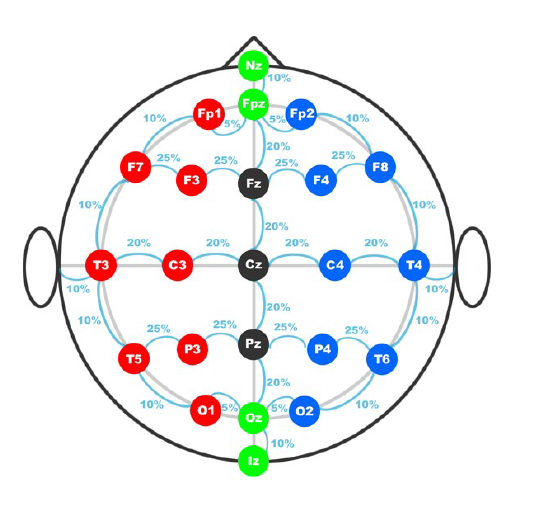 Nz
10%
Fp1 Fpz Fp2
10% 5% 5% 10%
20%
25% 25% 25% 25%
F7 F3 Fz F4 F8
10% 10%
20%
20% 20% 20% 20%
T3 C3 Cz C4 T4
10% 10%
20%
10% 10%
25% 25% 25% 25%
T5 P3 Pz P4 T6
20%
10% 5% 5% 10%
O1 Oz O2
10%
Iz